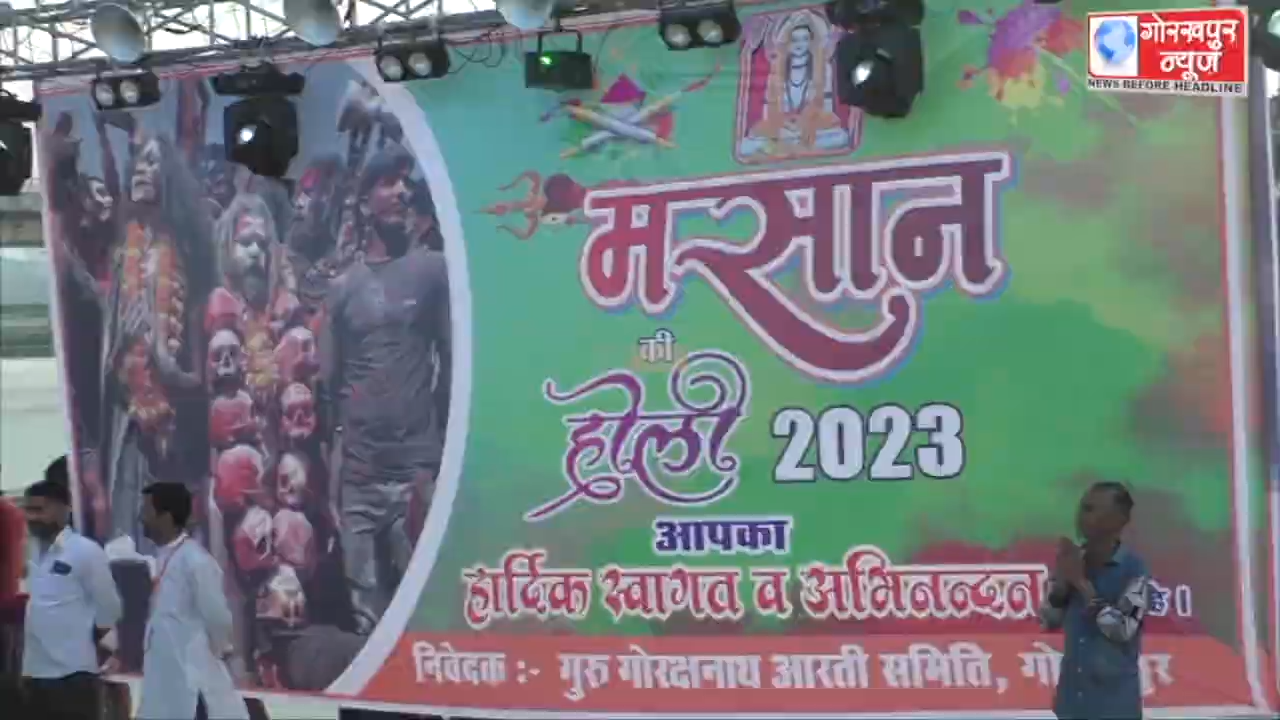 गोरखपुर
न्यूज़
NEWS BEFORE HEADLINE
मसान
की
होली 2023
आपका
हार्दिक स्वागत व अभिनन्दन है।
निवेदक :- गुरु गोरक्षनाथ आरती समिति,